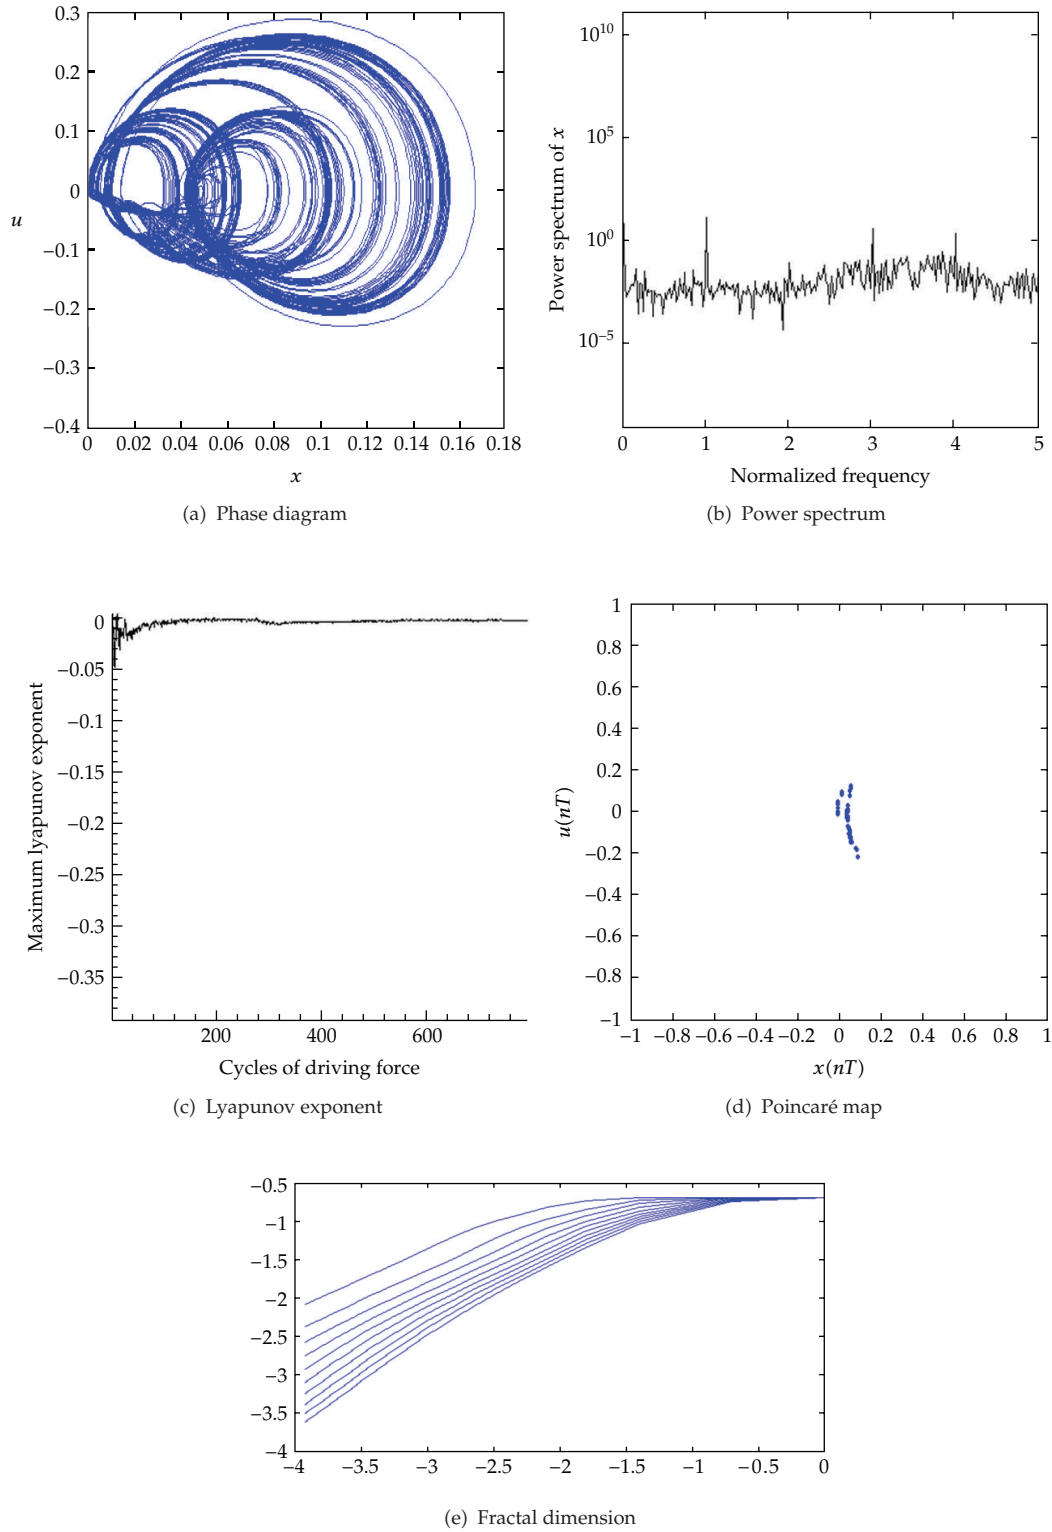 0.3
0.2
0.1
0
−0.1
−0.2
−0.3
−0.4
u
0 0.02 0.04 0.06 0.08 0.1 0.12 0.14 0.16 0.18
x
(a) Phase diagram
10^10
10^5
10^0
10^−5
Power spectrum of x
0 1 2 3 4 5
Normalized frequency
(b) Power spectrum
0
−0.05
−0.1
−0.15
−0.2
−0.25
−0.3
−0.35
Maximum lyapunov exponent
200 400 600
Cycles of driving force
(c) Lyapunov exponent
1
0.8
0.6
0.4
0.2
0
−0.2
−0.4
−0.6
−0.8
−1
u(nT)
−1 −0.8 −0.6 −0.4 −0.2 0 0.2 0.4 0.6 0.8 1
x(nT)
(d) Poincaré map
−0.5
−1
−1.5
−2
−2.5
−3
−3.5
−4
−4 −3.5 −3 −2.5 −2 −1.5 −1 −0.5 0
(e) Fractal dimension